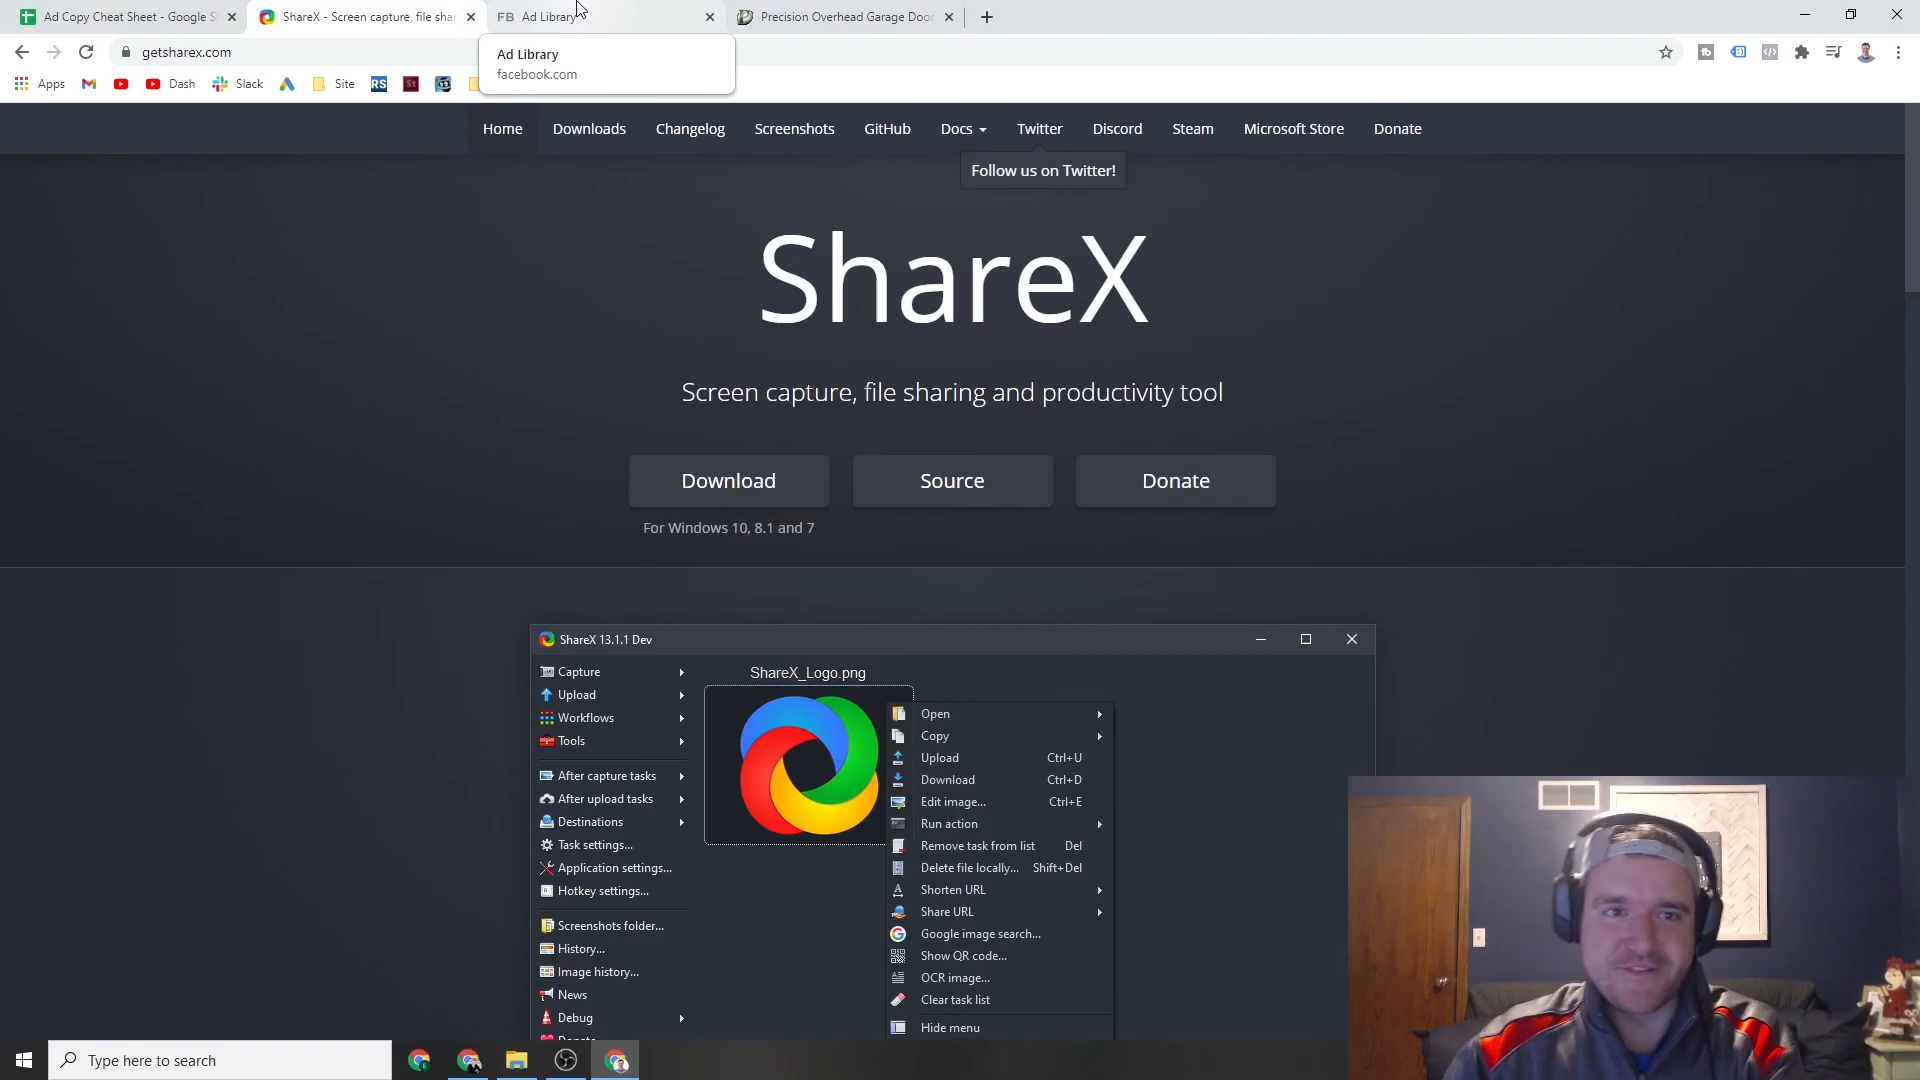 Ad Copy Cheat Sheet - Google S
ShareX - Screen capture, file shar
FB Ad Library
Precision Overhead Garage Door
getsharex.com
Ad Library
facebook.com
Apps
Dash
Slack
Site
RS
St
Home
Downloads
Changelog
Screenshots
GitHub
Docs
Twitter
Discord
Steam
Microsoft Store
Donate
Follow us on Twitter!
ShareX
Screen capture, file sharing and productivity tool
Download
Source
Donate
For Windows 10, 8.1 and 7
ShareX 13.1.1 Dev
Capture
Upload
Workflows
Tools
After capture tasks
After upload tasks
Destinations
Task settings...
Application settings...
Hotkey settings...
Screenshots folder...
History...
Image history...
News
Debug
ShareX_Logo.png
Open
Copy
Upload Ctrl+U
Download Ctrl+D
Edit image... Ctrl+E
Run action
Remove task from list Del
Delete file locally... Shift+Del
Shorten URL
Share URL
Google image search...
Show QR code...
OCR image...
Clear task list
Hide menu
Type here to search